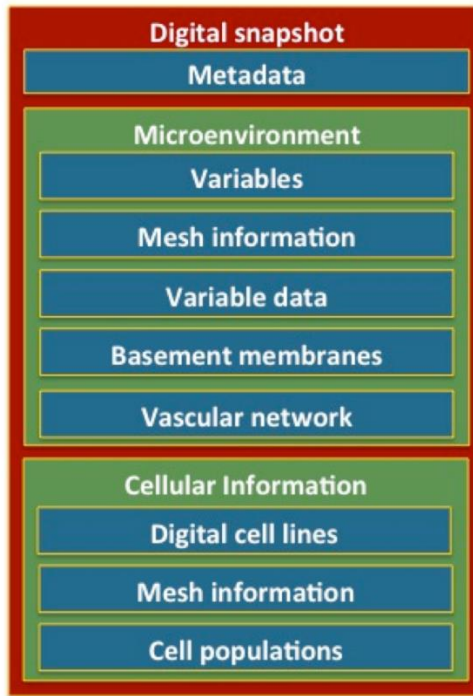 Digital snapshot
Metadata
Microenvironment
Variables
Mesh information
Variable data
Basement membranes
Vascular network
Cellular Information
Digital cell lines
Mesh information
Cell populations